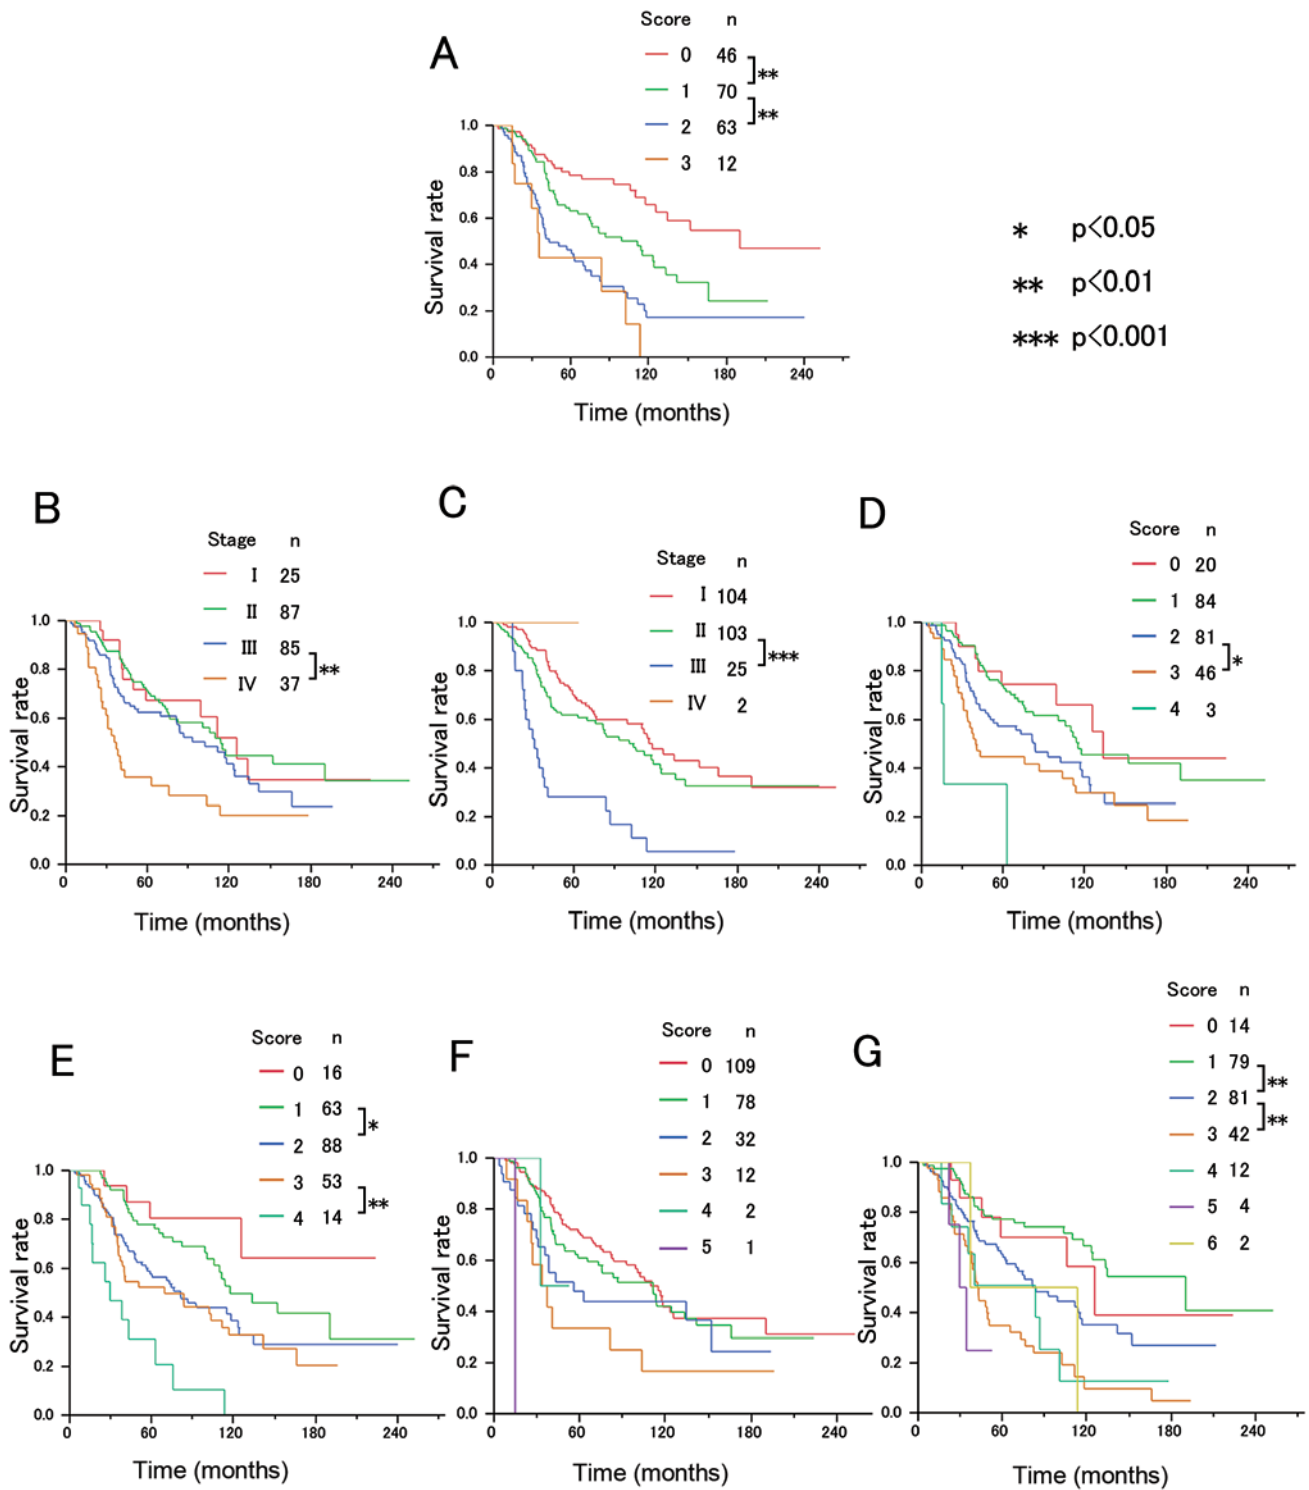 A
Score n
0 46
**
1 70
**
2 63
3 12
1.0
0.8
0.6
0.4
0.2
0.0
Survival rate
0 60 120 180 240
Time (months)
* p<0.05
** p<0.01
*** p<0.001
B
Stage n
I 25
II 87
III 85
**
IV 37
1.0
0.8
0.6
0.4
0.2
0.0
Survival rate
0 60 120 180 240
Time (months)
C
Stage n
I 104
II 103
***
III 25
IV 2
1.0
0.8
0.6
0.4
0.2
0.0
Survival rate
0 60 120 180 240
Time (months)
D
Score n
0 20
1 84
2 81
*
3 46
4 3
1.0
0.8
0.6
0.4
0.2
0.0
Survival rate
0 60 120 180 240
Time (months)
E
Score n
0 16
1 63
*
2 88
3 53
**
4 14
1.0
0.8
0.6
0.4
0.2
0.0
Survival rate
0 60 120 180 240
Time (months)
F
Score n
0 109
1 78
2 32
3 12
4 2
5 1
1.0
0.8
0.6
0.4
0.2
0.0
Survival rate
0 60 120 180 240
Time (months)
G
Score n
0 14
1 79
**
2 81
**
3 42
4 12
5 4
6 2
1.0
0.8
0.6
0.4
0.2
0.0
Survival rate
0 60 120 180 240
Time (months)